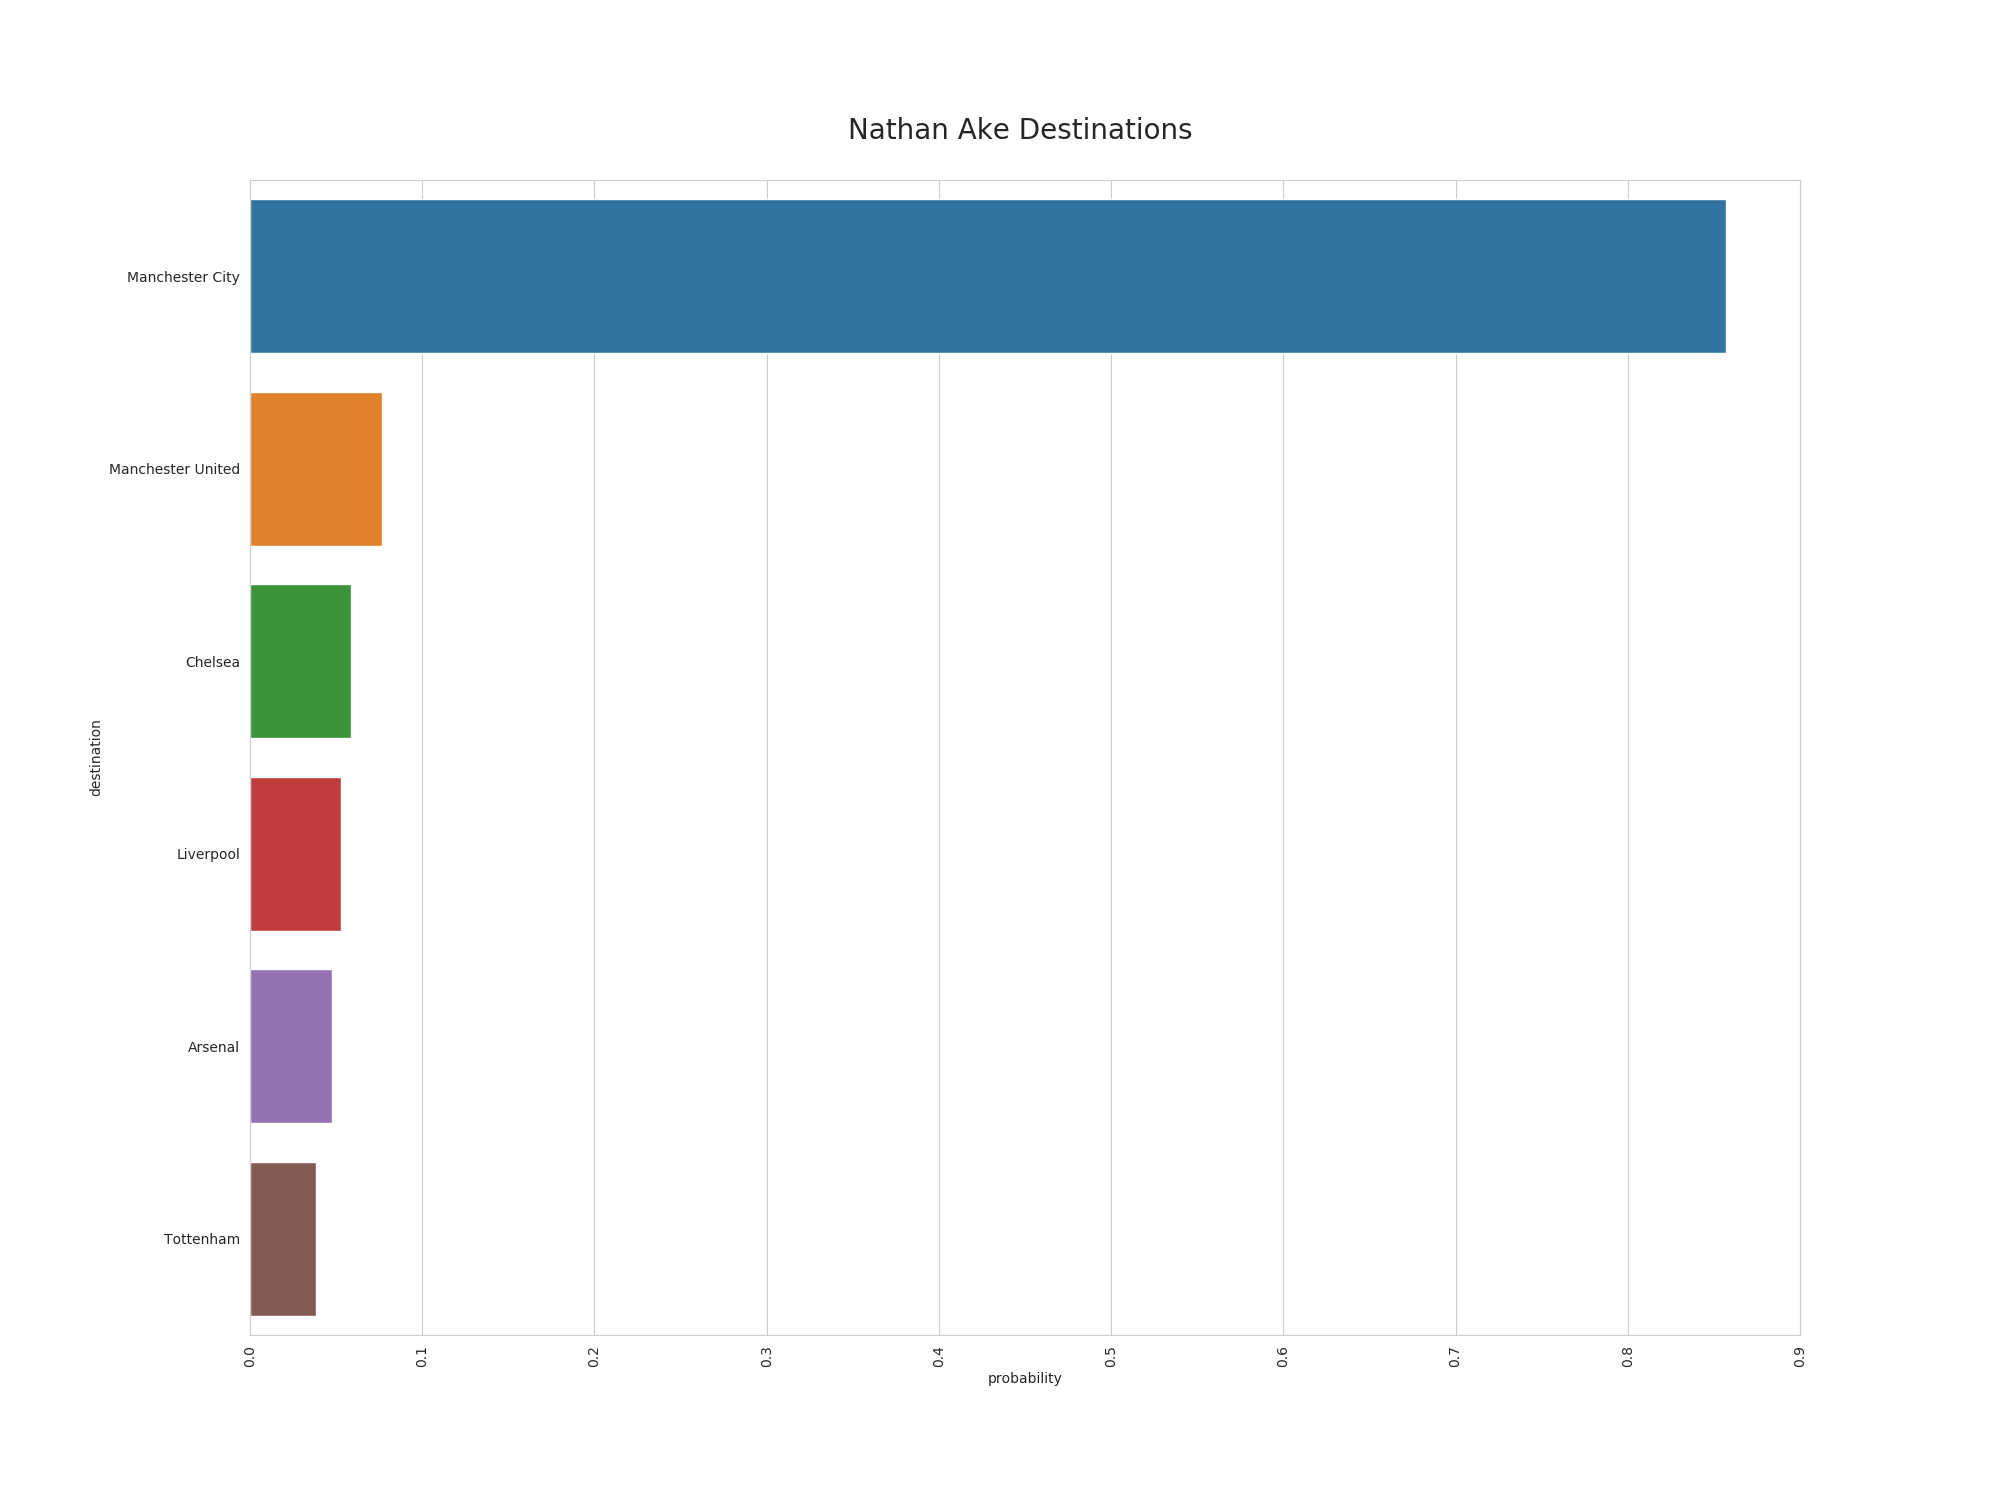 Nathan Ake Destinations
Manchester City
Manchester United
Chelsea
Liverpool
Arsenal
Tottenham
destination
0.0
0.1
0.2
0.3
0.4
0.5
0.6
0.7
0.8
0.9
probability